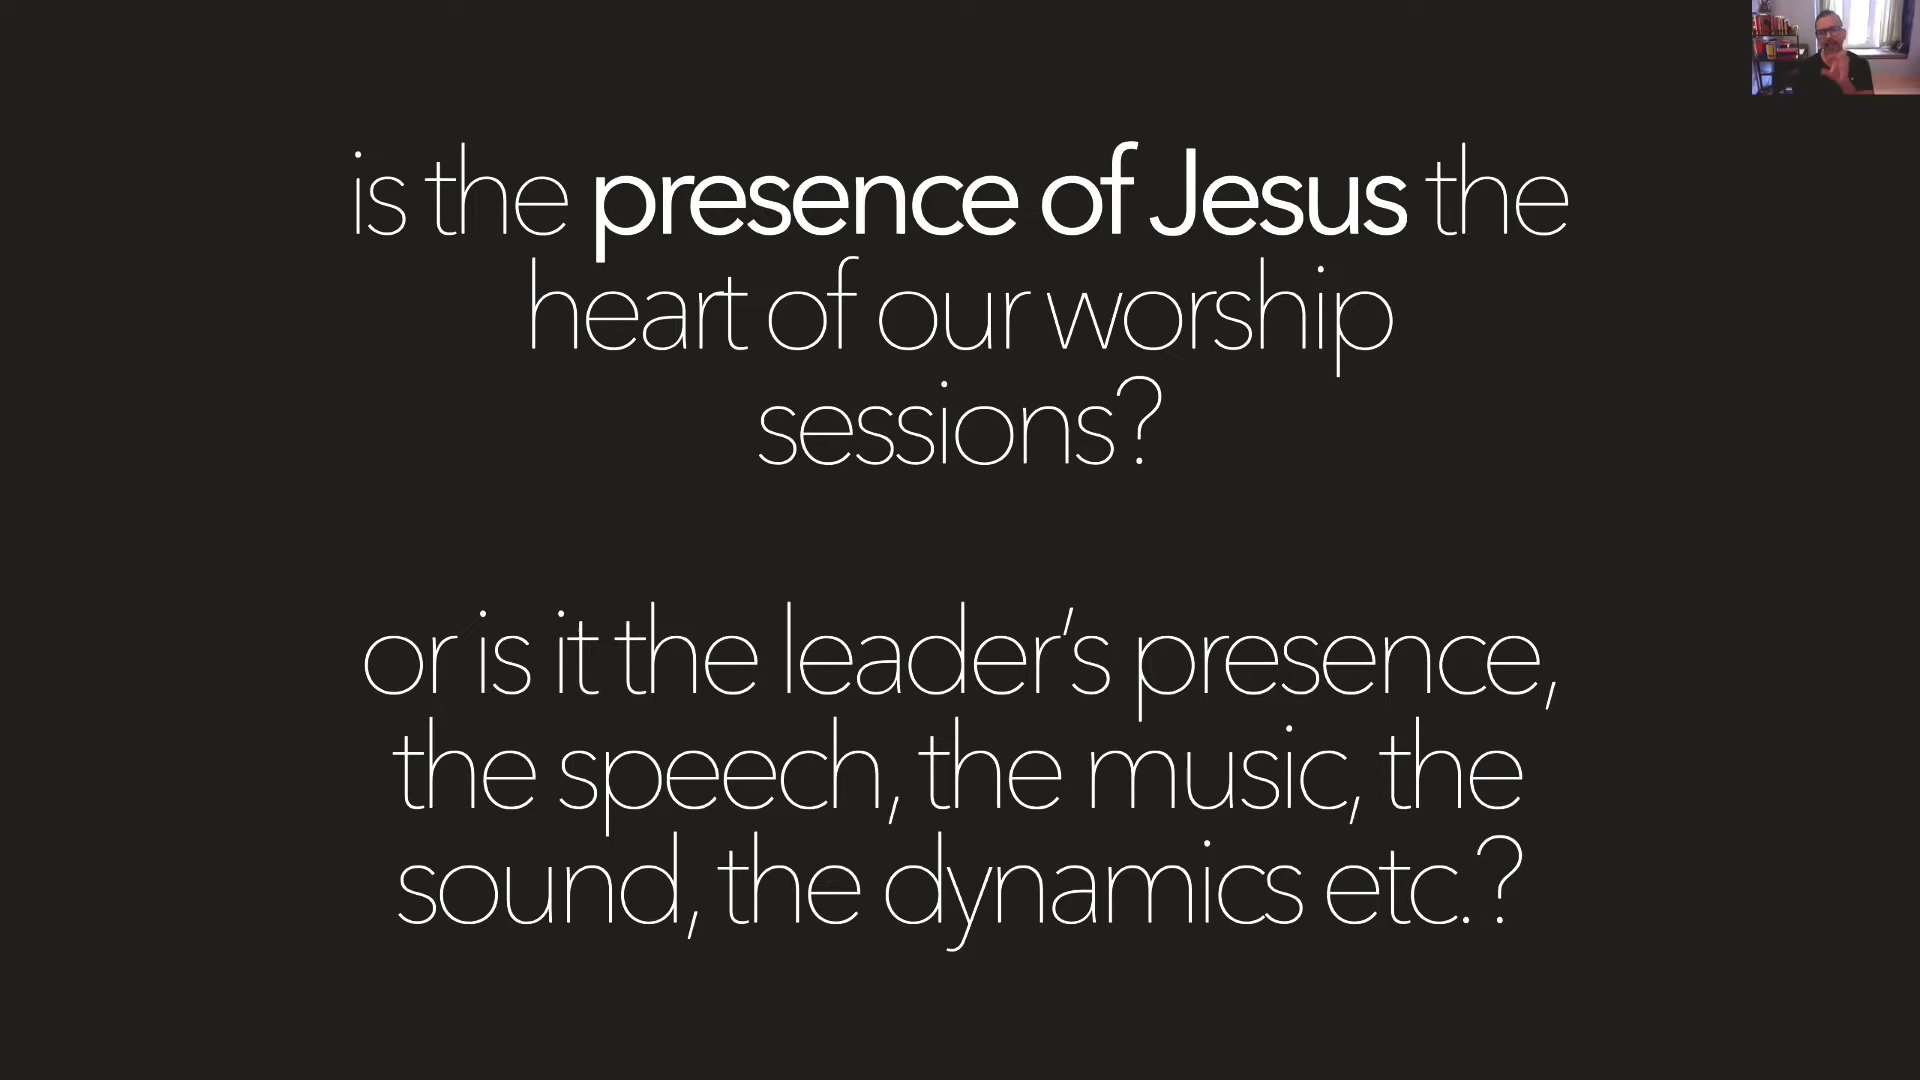 is the presence of Jesus the
heart of our worship
sessions?
or is it the leader’s presence,
the speech, the music, the
sound, the dynamics etc.?